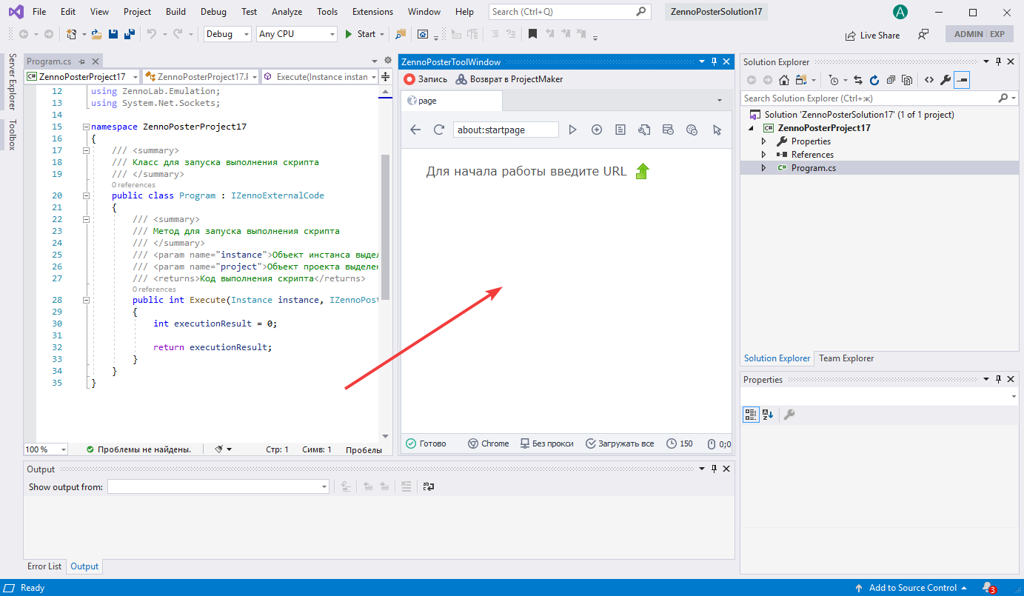 File Edit View Project Build Debug Test Analyze Tools Extensions Window Help Search (Ctrl+Q) ZennoPosterSolution17 A
Debug Any CPU Start Live Share ADMIN EXP
Server Explorer
Toolbox
Program.cs
ZennoPosterProject17 ZennoPosterProject17.I Execute(Instance instan
12 using ZennoLab.Emulation;
13 using System.Net.Sockets;
14
15 namespace ZennoPosterProject17
16 {
17 /// <summary>
18 /// Класс для запуска выполнения скрипта
19 /// </summary>
0 references
20 public class Program : IZennoExternalCode
21 {
22 /// <summary>
23 /// Метод для запуска выполнения скрипта
24 /// </summary>
25 /// <param name="instance">Объект инстанса выдел
26 /// <param name="project">Объект проекта выделен
27 /// <returns>Код выполнения скрипта</returns>
0 references
28 public int Execute(Instance instance, IZennoPost
29 {
30 int executionResult = 0;
31
32 return executionResult;
33 }
34 }
35 }
100 % Проблемы не найдены. Стр: 1 Симв: 1 Пробелы
ZennoPosterToolWindow
Запись Возврат в ProjectMaker
page
about:startpage
Для начала работы введите URL
Готово Chrome Без прокси Загружать все 150 0;0
Solution Explorer
Search Solution Explorer (Ctrl+ж)
Solution 'ZennoPosterSolution17' (1 of 1 project)
ZennoPosterProject17
Properties
References
Program.cs
Solution Explorer Team Explorer
Properties
Output
Show output from:
Error List Output
Ready Add to Source Control 3